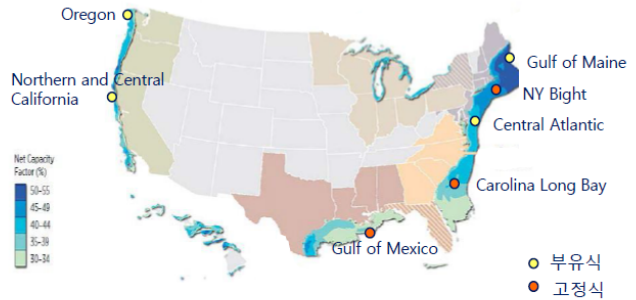 Oregon
Northern and Central
California
Gulf of Maine
NY Bight
Central Atlantic
Carolina Long Bay
Gulf of Mexico
Net Capacity
Factor (%)
50-55
45-49
40-44
35-39
30-34
부유식
고정식